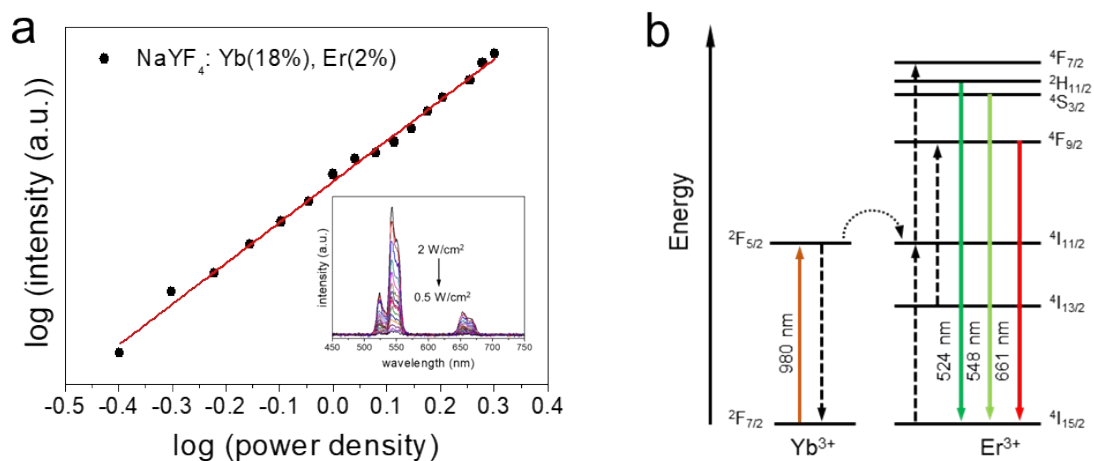 a
NaYF₄: Yb(18%), Er(2%)
log (intensity (a.u.))
-0.5 -0.4 -0.3 -0.2 -0.1 0.0 0.1 0.2 0.3 0.4
log (power density)
intensity (a.u.)
2 W/cm²
0.5 W/cm²
450 500 550 600 650 700 750
wavelength (nm)
b
Energy
²F₅/₂
²F₇/₂
980 nm
Yb³⁺
⁴F₇/₂
²H₁₁/₂
⁴S₃/₂
⁴F₉/₂
⁴I₁₁/₂
⁴I₁₃/₂
⁴I₁₅/₂
524 nm
548 nm
661 nm
Er³⁺